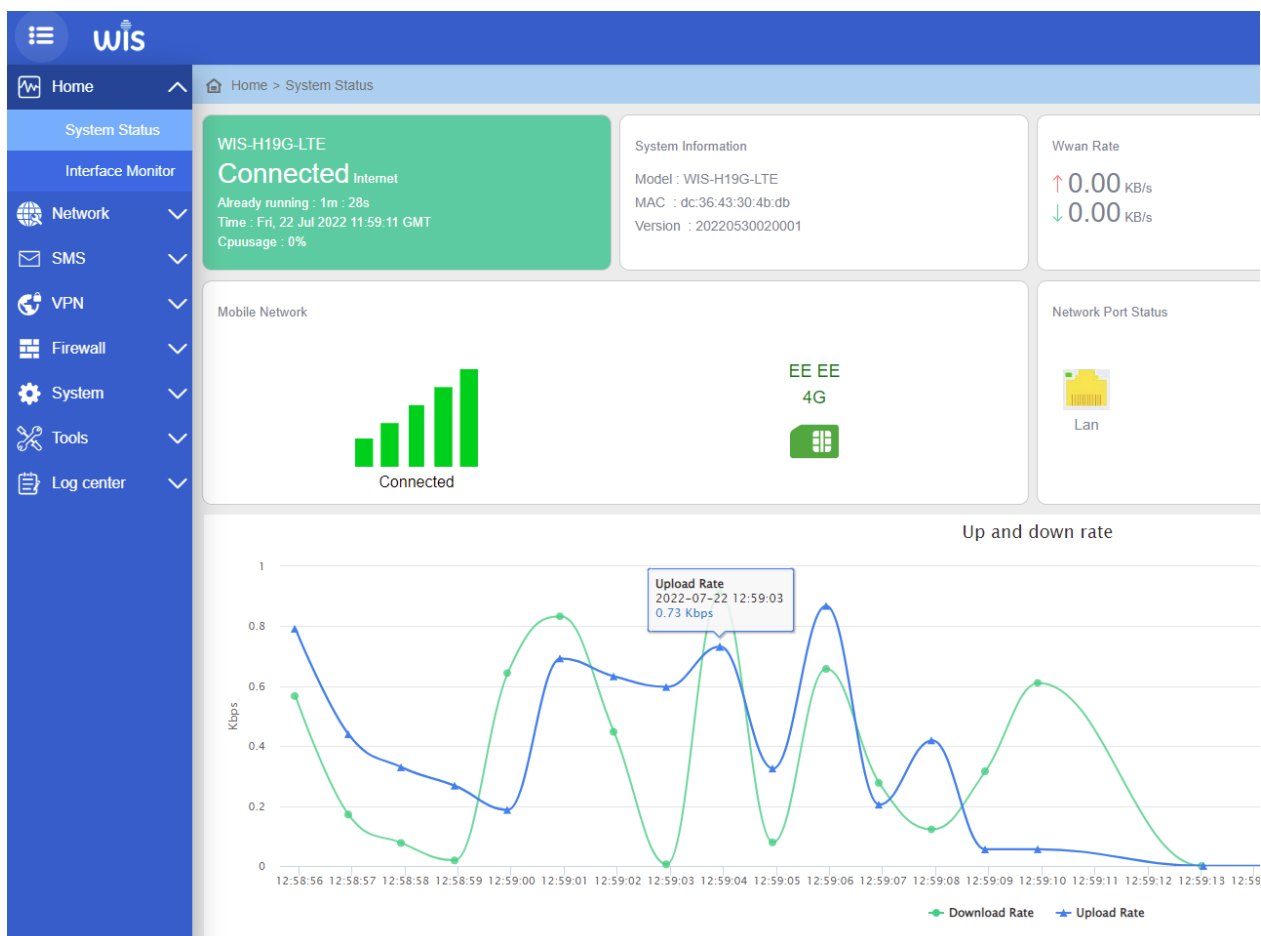 wis
Home
System Status
Interface Monitor
Network
SMS
VPN
Firewall
System
Tools
Log center
Home > System Status
WIS-H19G-LTE
Connected Internet
Already running : 1m : 28s
Time : Fri, 22 Jul 2022 11:59:11 GMT
Cpuusage : 0%
System Information
Model : WIS-H19G-LTE
MAC : dc:36:43:30:4b:db
Version : 20220530020001
Wwan Rate
↑ 0.00 KB/s
↓ 0.00 KB/s
Mobile Network
Connected
EE EE
4G
Network Port Status
Lan
Up and down rate
Upload Rate
2022-07-22 12:59:03
0.73 Kbps
Kbps
1
0.8
0.6
0.4
0.2
0
12:58:56 12:58:57 12:58:58 12:58:59 12:59:00 12:59:01 12:59:02 12:59:03 12:59:04 12:59:05 12:59:06 12:59:07 12:59:08 12:59:09 12:59:10 12:59:11 12:59:12 12:59:13 12:59
Download Rate Upload Rate